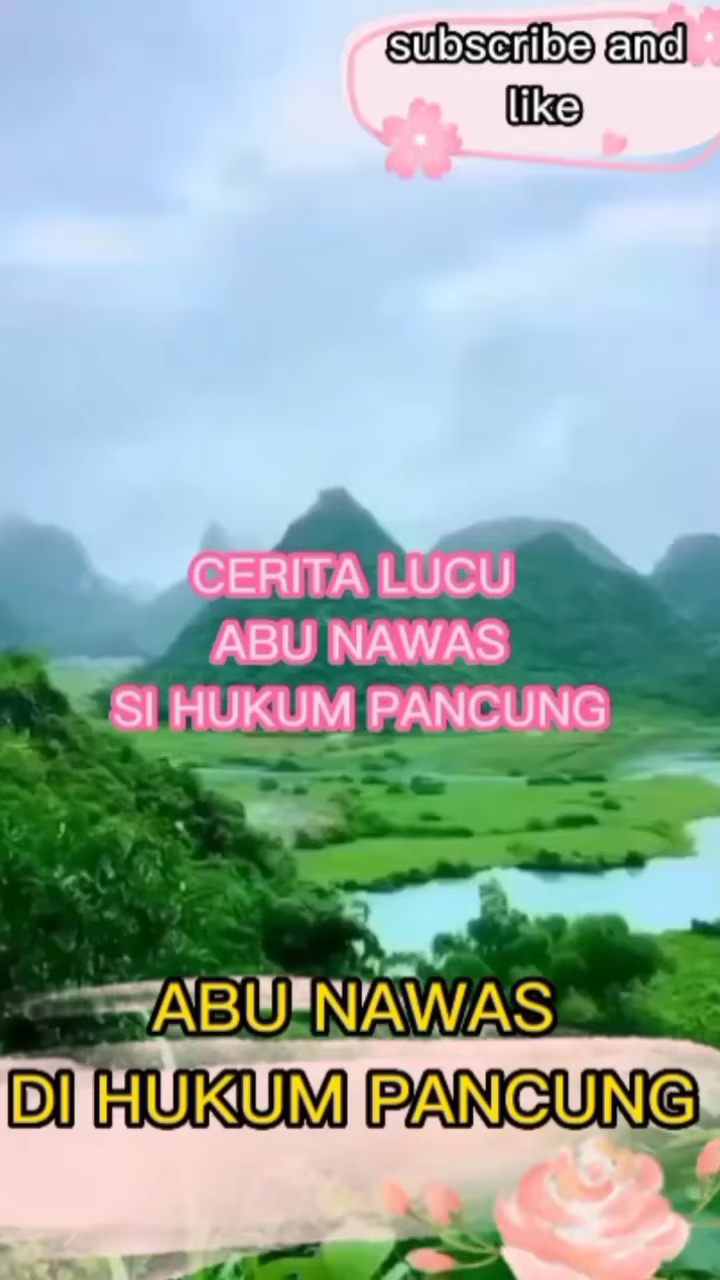 subscribe and
like
CERITA LUCU
ABU NAWAS
SI HUKUM PANCUNG
ABU NAWAS
DI HUKUM PANCUNG